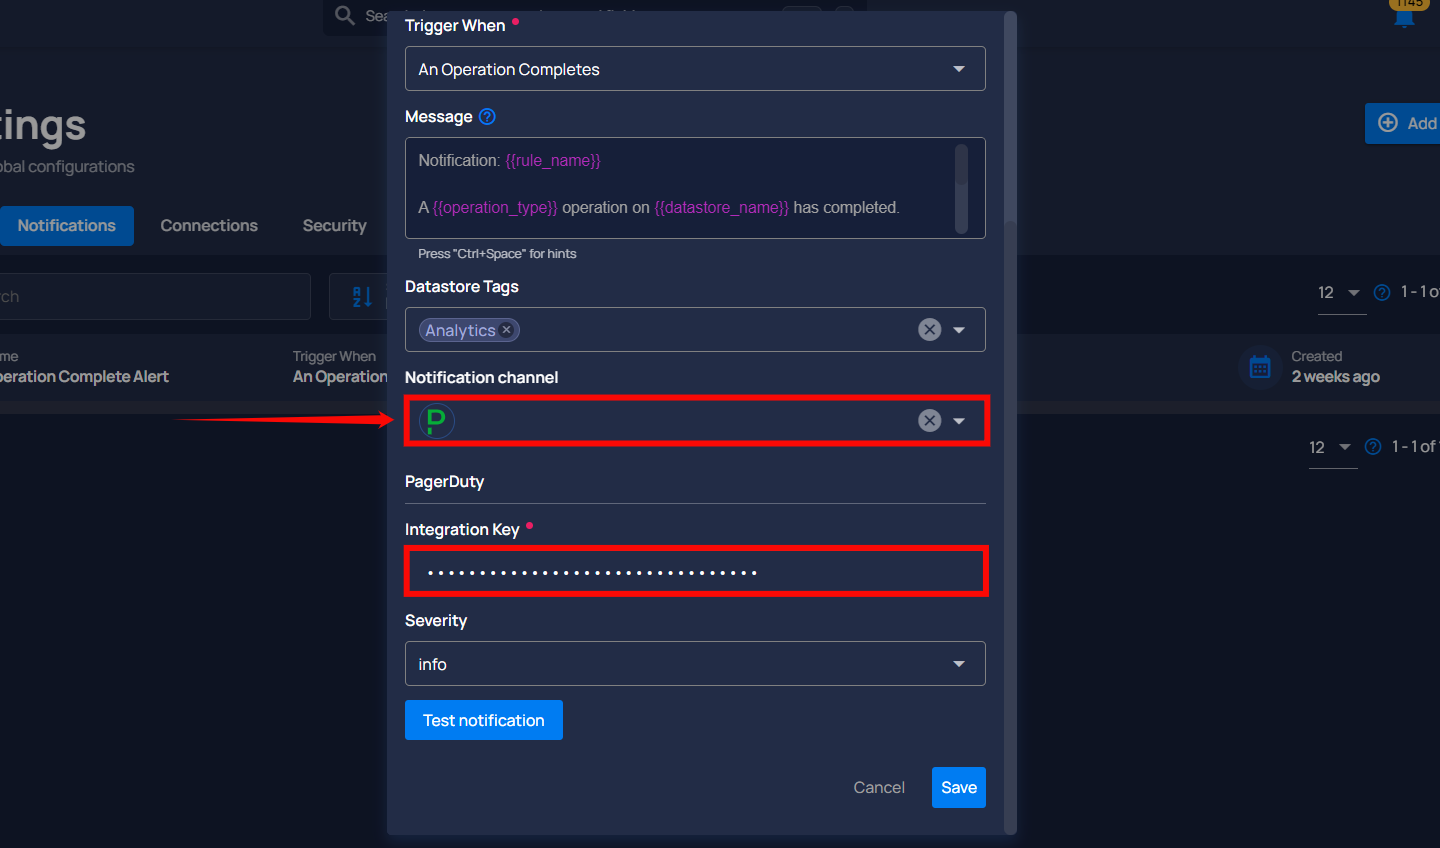 1145
Trigger When
An Operation Completes
Message
Notification: {{rule_name}}
A {{operation_type}} operation on {{datastore_name}} has completed.
Press "Ctrl+Space" for hints
Datastore Tags
Analytics
Notification channel
P
PagerDuty
Integration Key
Severity
info
Test notification
Cancel
Save
Sea
ings
obal configurations
Add
Notifications
Connections
Security
rch
12
1 - 1 o
me
eration Complete Alert
Trigger When
An Operation
Created
2 weeks ago
12
1 - 1 of